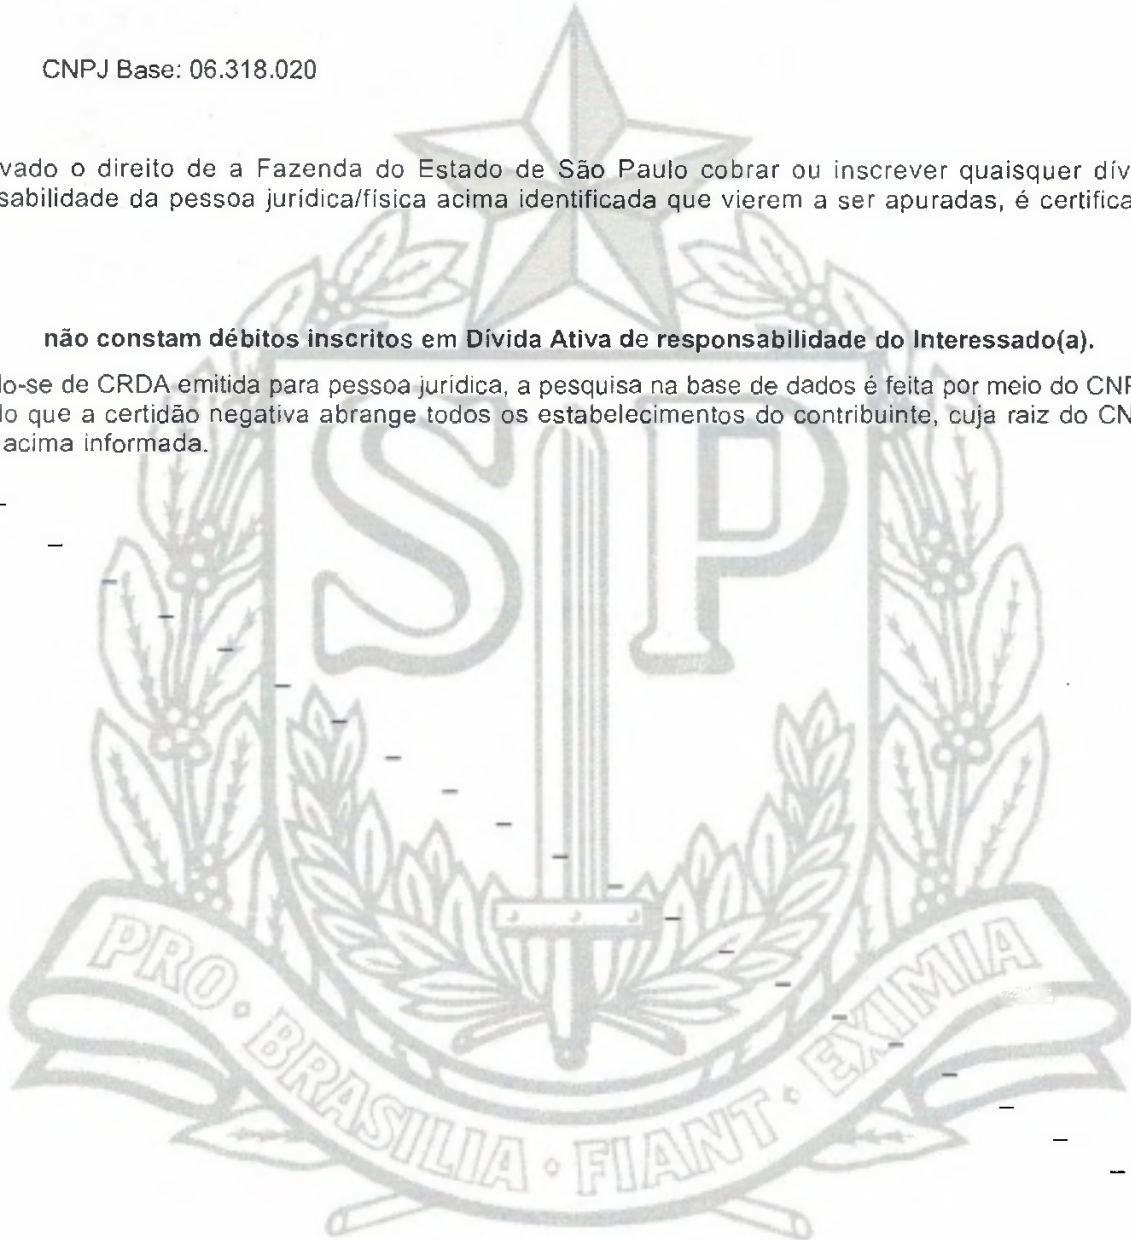 CNPJ Base: 06.318.020
vado o direito de a Fazenda do Estado de São Paulo cobrar ou inscrever quaisquer dív
sabilidade da pessoa jurídica/física acima identificada que vierem a ser apuradas, é certifica
não constam débitos inscritos em Dívida Ativa de responsabilidade do Interessado(a).
do-se de CRDA emitida para pessoa jurídica, a pesquisa na base de dados é feita por meio do CNP
do que a certidão negativa abrange todos os estabelecimentos do contribuinte, cuja raiz do CN
acima informada.
SP
PRO · BRASILIA · FIANT · EXIMIA